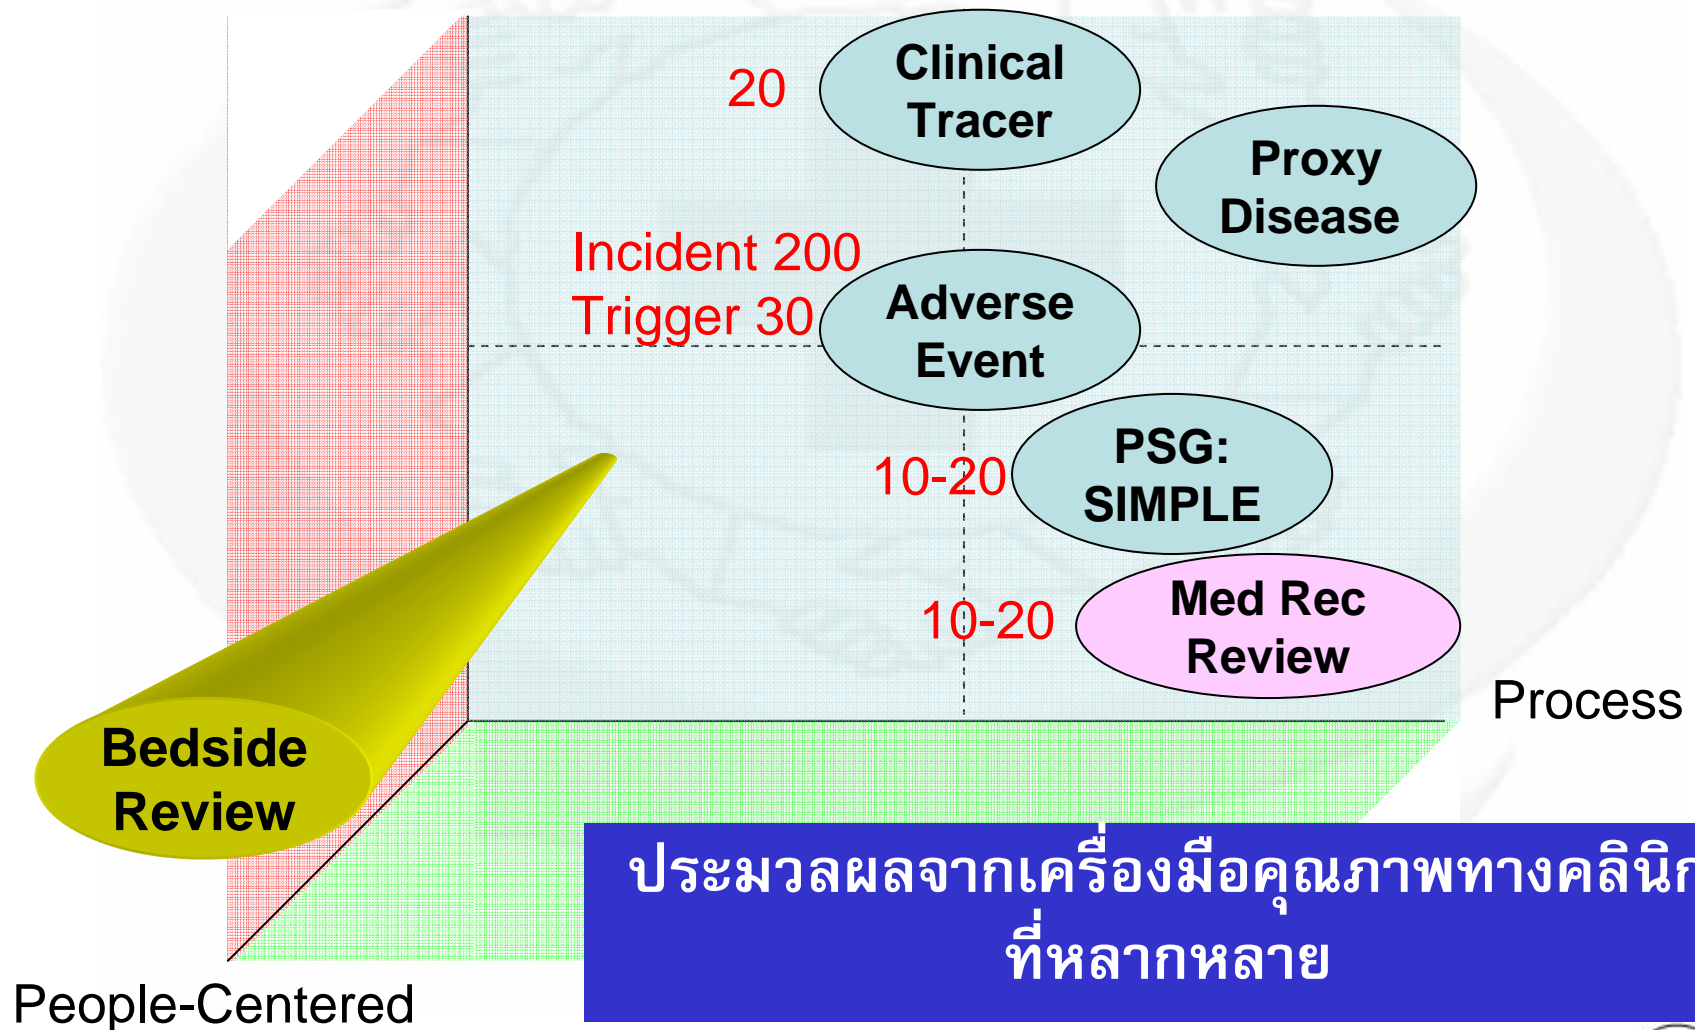 20
Clinical
Tracer
Proxy
Disease
Incident 200
Trigger 30
Adverse
Event
10-20
PSG:
SIMPLE
10-20
Med Rec
Review
Process
Bedside
Review
ประมวลผลจากเครื่องมือคุณภาพทางคลินิก
ที่หลากหลาย
People-Centered